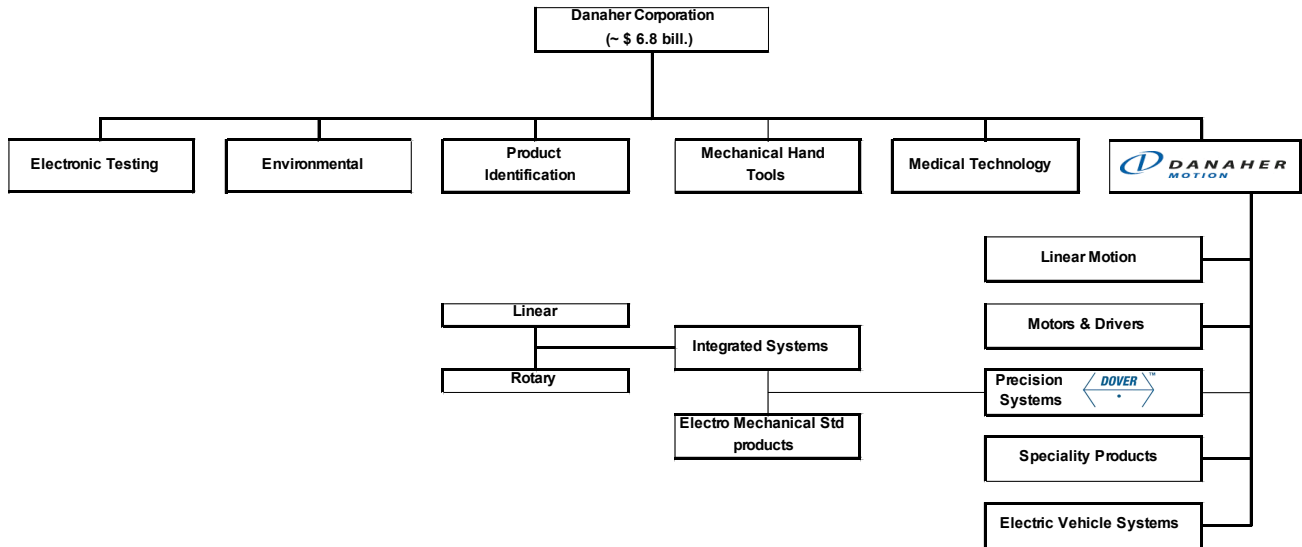 Danaher Corporation
(~ $ 6.8 bill.)
Electronic Testing
Environmental
Product
Identification
Mechanical Hand
Tools
Medical Technology
DANAHER
MOTION
Linear Motion
Linear
Motors & Drivers
Integrated Systems
Rotary
Precision
Systems
DOVER™
Electro Mechanical Std
products
Speciality Products
Electric Vehicle Systems